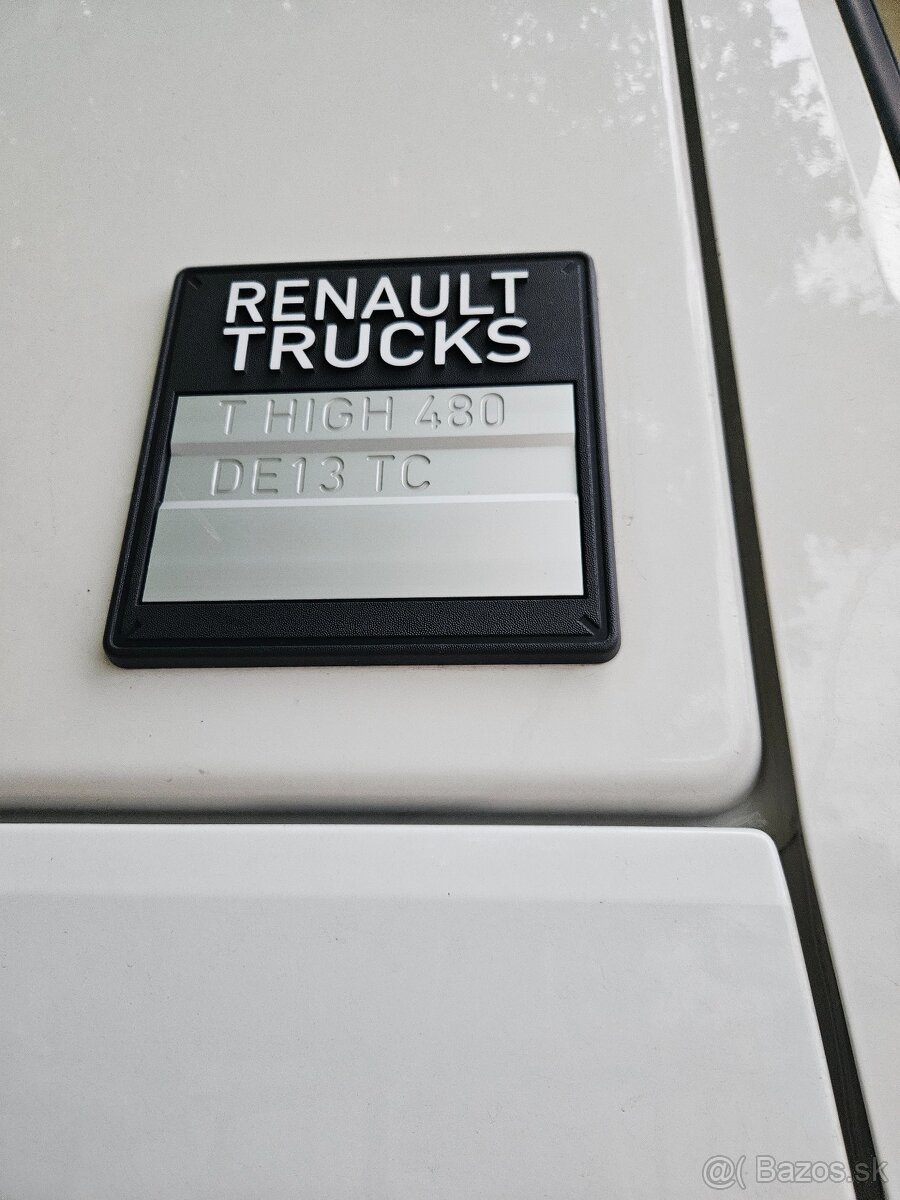 RENAULT
TRUCKS
T HIGH 480
DE13 TC
@( Bazos.sk